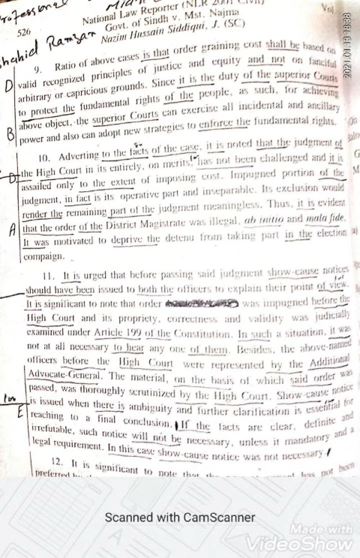 National Law Reporter (NLR 2001 Civil)
Vol
526
Govt. of Sindh v. Mst. Najma
Nazim Hussain Siddiqui, J. (SC)
9. Ratio of above cases is that order graining cost shall be based on
valid recognized principles of justice and equity and not on fanciful
arbitrary or capricious grounds. Since it is the duty of the superior Courts
to protect the fundamental rights of the people, as such, for achieving
above object, the superior Courts can exercise all incidental and ancillary
power and also can adopt new strategies to enforce the fundamental rights.
D
B
10. Adverting to the facts of the case, it is noted that the judgment of
the High Court in its entirely, on merits, has not been challenged and it is
assailed only to the extent of imposing cost. Impugned portion of the
judgment, in fact is its operative part and inseparable. Its exclusion would
render the remaining part of the judgment meaningless. Thus, it is evident
that the order of the District Magistrate was illegal, ab initio and mala fide.
It was motivated to deprive the detenu from taking part in the election
campaign.
A
11. It is urged that before passing said judgment show-cause notices
should have been issued to both the officers to explain their point of view.
It is significant to note that order was impugned before the
High Court and its propriety, correctness and validity was judicially
examined under Article 199 of the Constitution. In such a situation, it was
not at all necessary to hear any one of them. Besides, the above-named
officers before the High Court were represented by the Additional
Advocate-General. The material, on the basis of which said order was
passed, was thoroughly scrutinized by the High Court. Show-cause notice
is issued when there is ambiguity and further clarification is essential for
reaching to a final conclusion. If the facts are clear, definite and
irrefutable, such notice will not be necessary, unless it mandatory and a
legal requirement. In this case show-cause notice was not necessary.
E
12. It is significant to note that the
preferred
has not been
Scanned with CamScanner
Made with
VideoShow